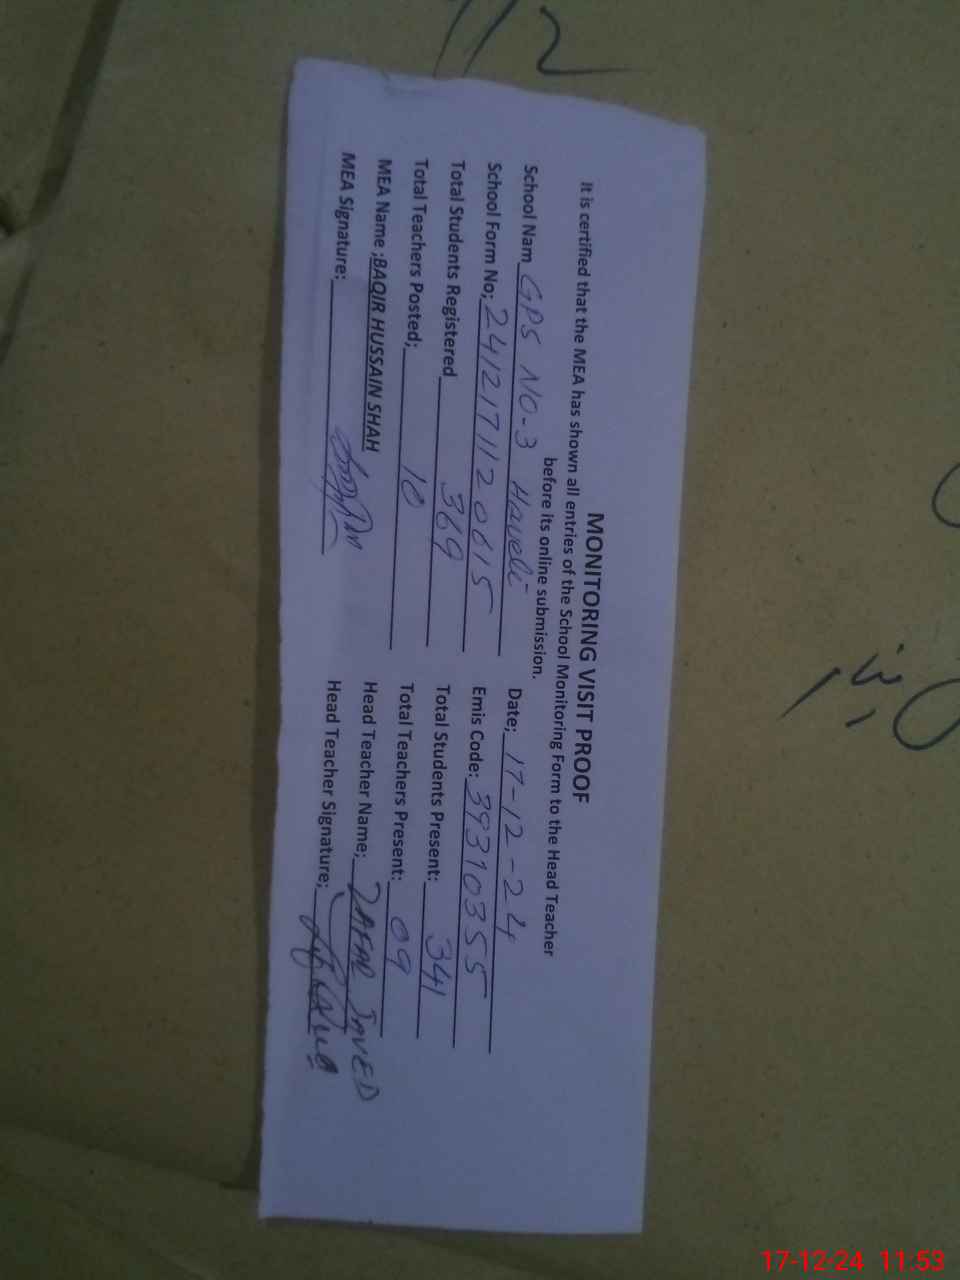 MONITORING VISIT PROOF
It is certified that the MEA has shown all entries of the School Monitoring Form to the Head Teacher
before its online submission.
School Nam GPS NO-3 Haveli Date; 17-12-24
School Form No; 2412171120615 Emis Code: 39310355
Total Students Registered 369 Total Students Present: 341
Total Teachers Posted; 10 Total Teachers Present: 09
MEA Name ;BAQIR HUSSAIN SHAH Head Teacher Name; ZAFAR JAVED
MEA Signature; Head Teacher Signature;
17-12-24 11:53